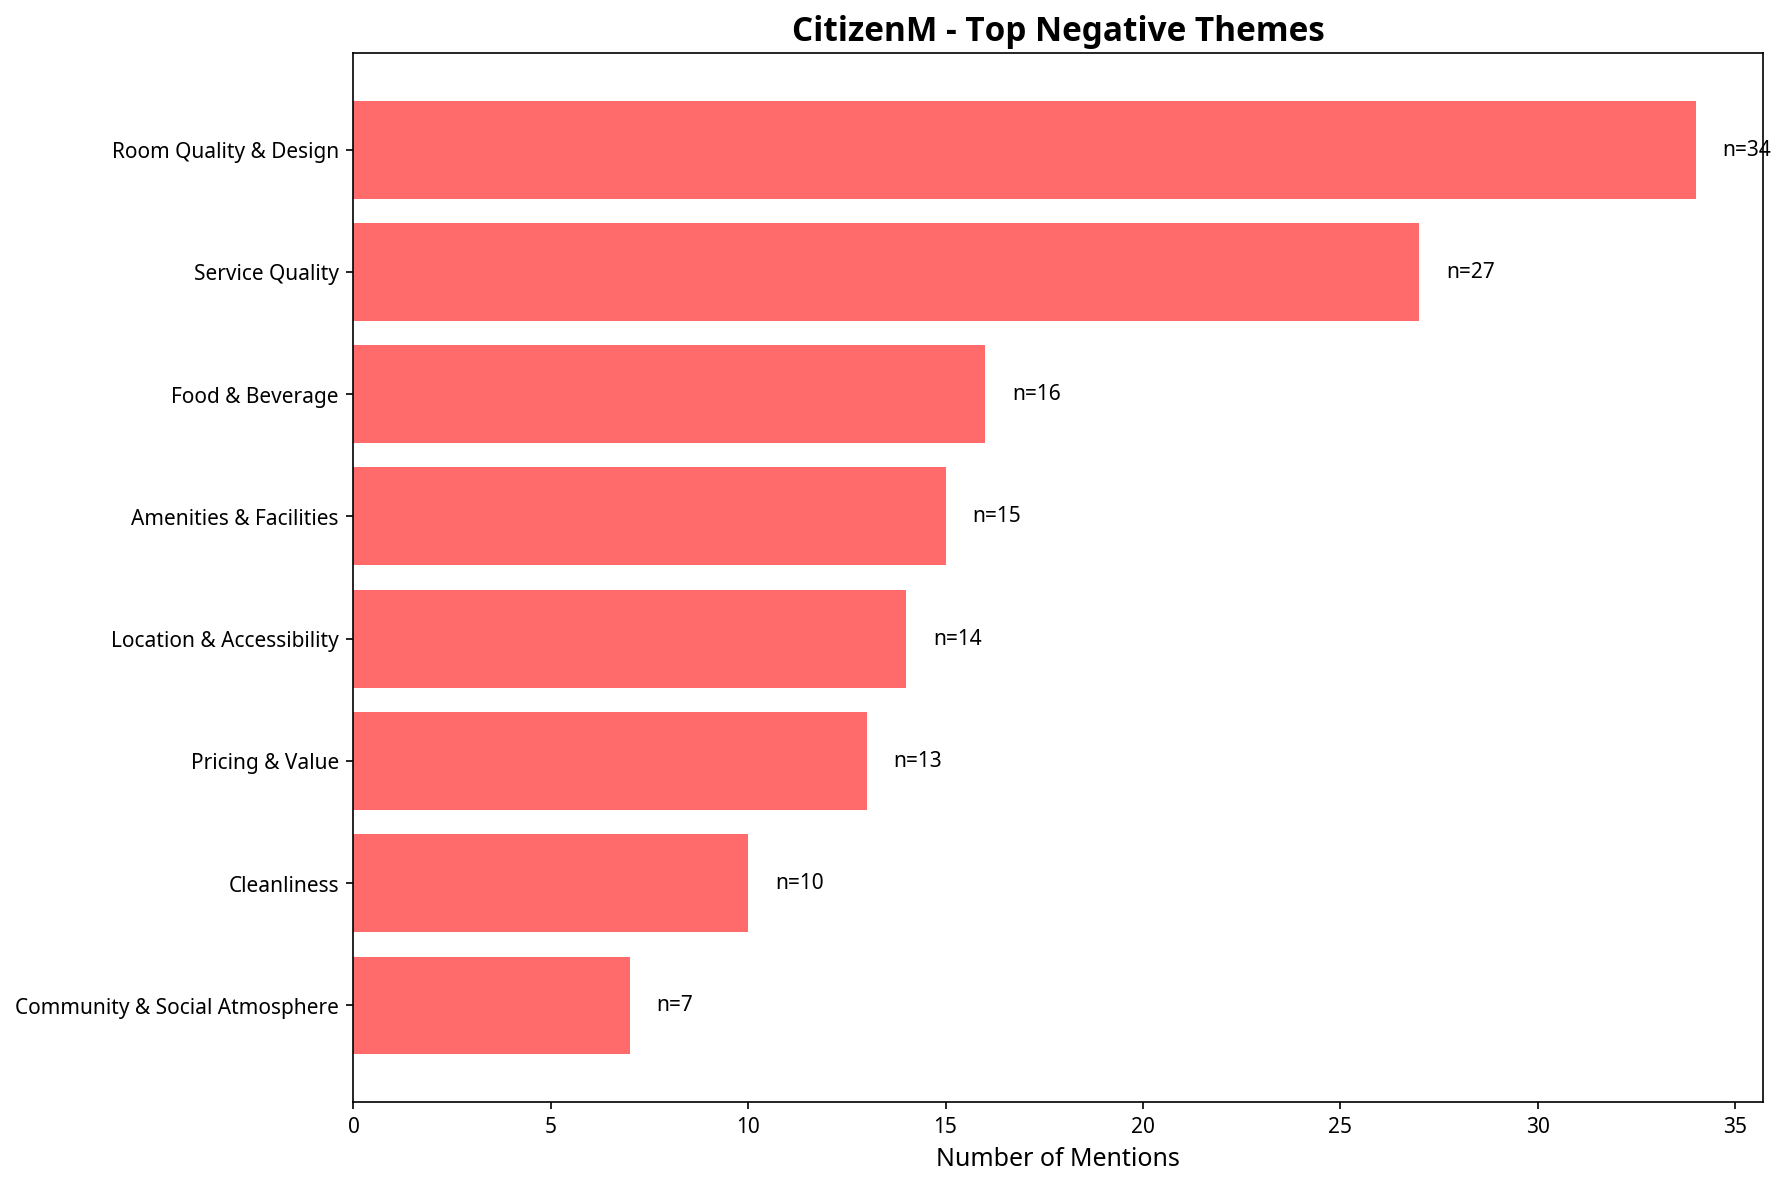 CitizenM - Top Negative Themes
Room Quality & Design
n=34
Service Quality
n=27
Food & Beverage
n=16
Amenities & Facilities
n=15
Location & Accessibility
n=14
Pricing & Value
n=13
Cleanliness
n=10
Community & Social Atmosphere
n=7
0 5 10 15 20 25 30 35
Number of Mentions